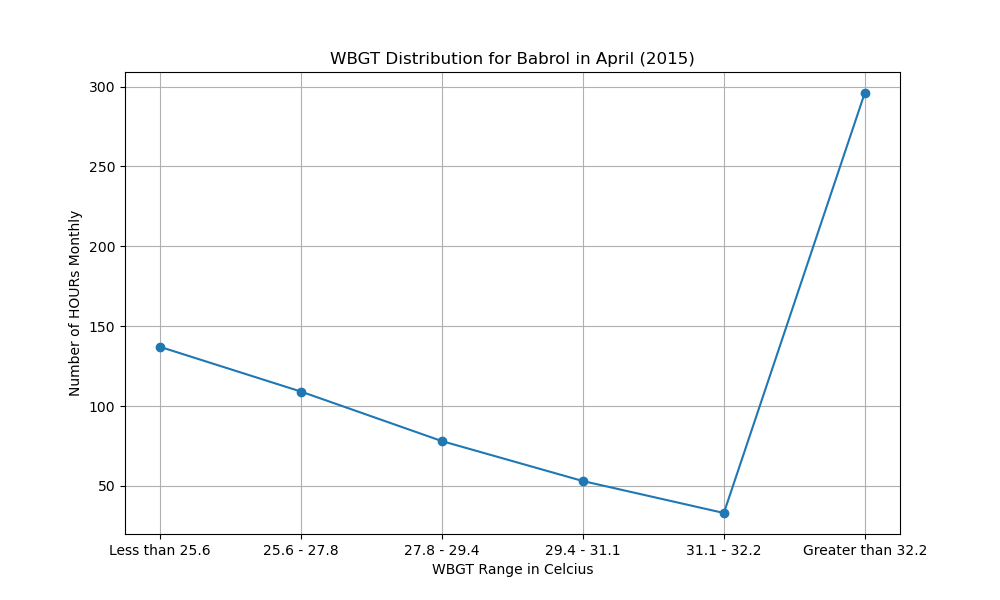 WBGT Distribution for Babrol in April (2015)
Number of HOURs Monthly
300
250
200
150
100
50
Less than 25.6
25.6 - 27.8
27.8 - 29.4
29.4 - 31.1
31.1 - 32.2
Greater than 32.2
WBGT Range in Celcius